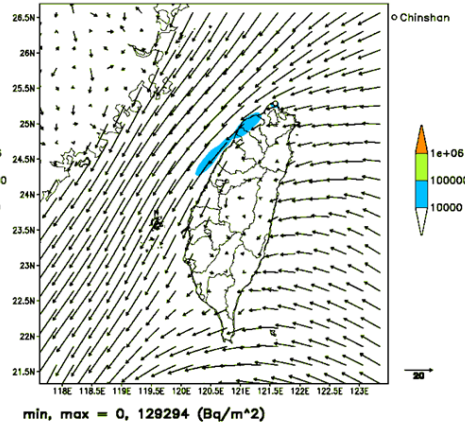 26.5N
o Chinshan
26N
25.5N
25N
24.5N
24N
23.5N
23N
22.5N
22N
21.5N
1e+06
100000
10000
118E 118.5E 119E 119.5E 120E 120.5E 121E 121.5E 122E 122.5E 123E
20
min, max = 0, 129294 (Bq/m^2)